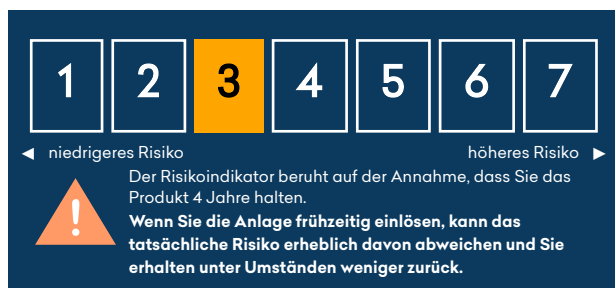 1 2 3 4 5 6 7
◄ niedrigeres Risiko höheres Risiko ►
Der Risikoindikator beruht auf der Annahme, dass Sie das
Produkt 4 Jahre halten.
!
Wenn Sie die Anlage frühzeitig einlösen, kann das
tatsächliche Risiko erheblich davon abweichen und Sie
erhalten unter Umständen weniger zurück.